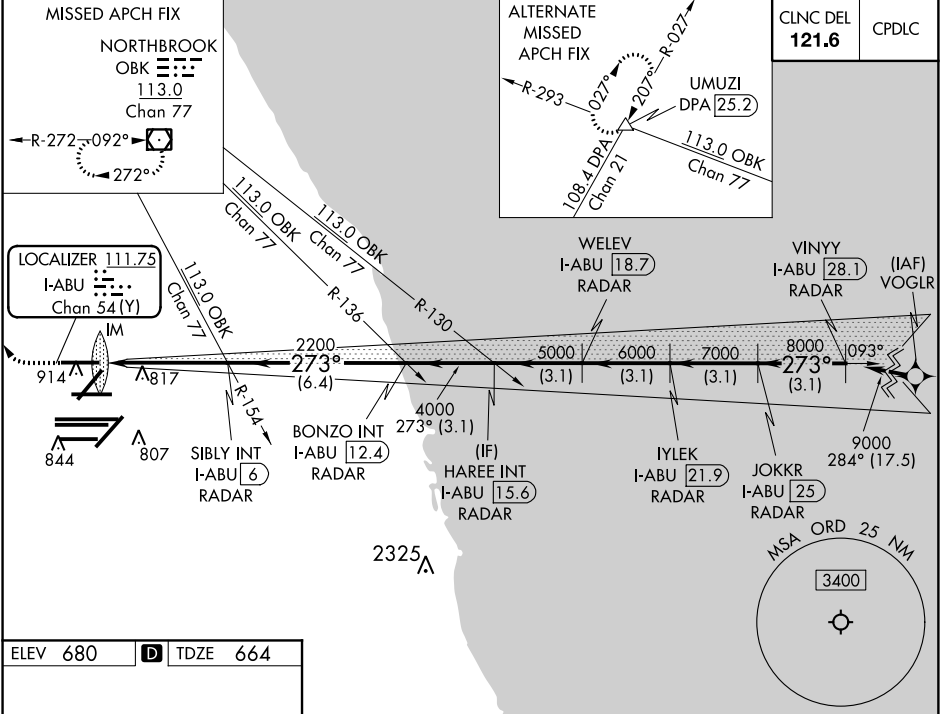 MISSED APCH FIX
NORTHBROOK
OBK
113.0
Chan 77
R-272
092°
272°
ALTERNATE
MISSED
APCH FIX
R-293
027°
207°
R-027
UMUZI
DPA 25.2
108.4 DPA
Chan 21
113.0 OBK
Chan 77
CLNC DEL
121.6
CPDLC
LOCALIZER 111.75
I-ABU
Chan 54 (Y)
IM
113.0 OBK
Chan 77
R-154
113.0 OBK
Chan 77
R-136
113.0 OBK
Chan 77
R-130
WELEV
I-ABU 18.7
RADAR
VINYY
I-ABU 28.1
RADAR
(IAF)
VOGLR
2200
273°
(6.4)
4000
273° (3.1)
5000
(3.1)
6000
(3.1)
7000
(3.1)
8000
273°
(3.1)
093°
9000
284° (17.5)
914
817
844
807
SIBLY INT
I-ABU 6
RADAR
BONZO INT
I-ABU 12.4
RADAR
(IF)
HAREE INT
I-ABU 15.6
RADAR
IYLEK
I-ABU 21.9
RADAR
JOKKR
I-ABU 25
RADAR
2325
MSA ORD 25 NM
3400
ELEV 680 D TDZE 664